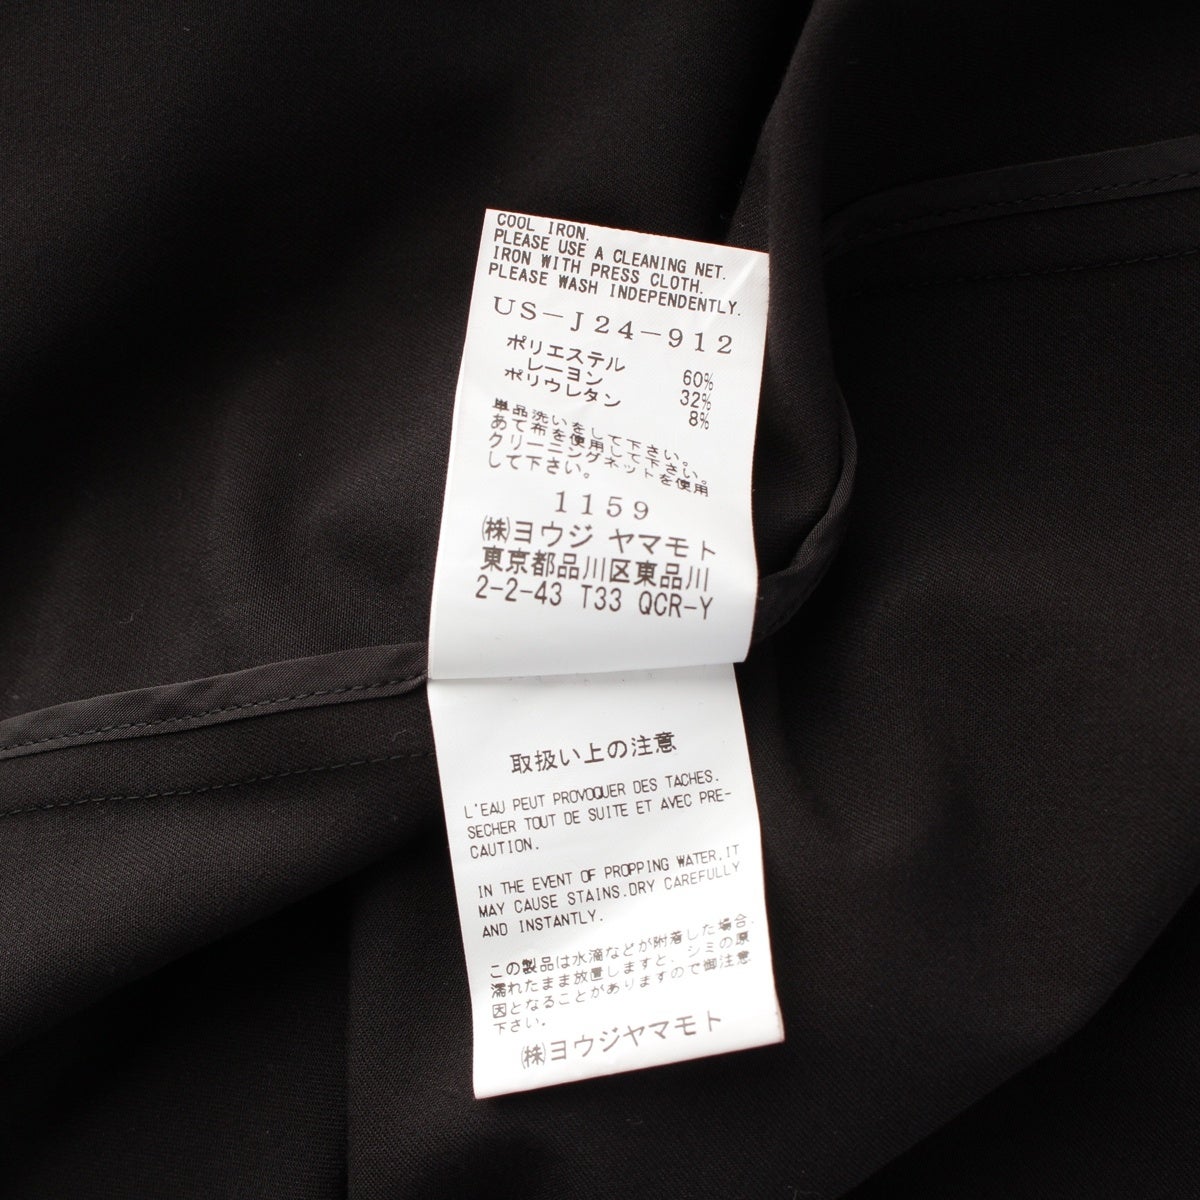 COOL IRON.
PLEASE USE A CLEANING NET.
IRON WITH PRESS CLOTH.
PLEASE WASH INDEPENDENTLY.
US-J24-912
ポリエステル 60%
レーヨン 32%
ポリウレタン 8%
単品洗いをして下さい。
あて布を使用して下さい。
クリーニングネットを使用
して下さい。
1159
㈱ヨウジ ヤマモト
東京都品川区東品川
2-2-43 T33 QCR-Y
取扱い上の注意
L'EAU PEUT PROVOQUER DES TACHES.
SECHER TOUT DE SUITE ET AVEC PRE-
CAUTION.
IN THE EVENT OF PROPPING WATER.IT
MAY CAUSE STAINS.DRY CAREFULLY
AND INSTANTLY.
この製品は水滴などが附着した場合、
濡れたまま放置しますと、シミの原
因となることがありますので御注意
下さい。
㈱ヨウジヤマモト